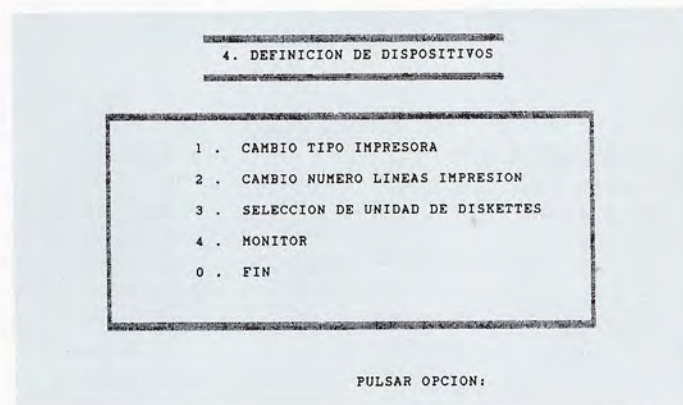 4. DEFINICION DE DISPOSITIVOS
1 . CAMBIO TIPO IMPRESORA
2 . CAMBIO NUMERO LINEAS IMPRESION
3 . SELECCION DE UNIDAD DE DISKETTES
4 . MONITOR
0 . FIN
PULSAR OPCION: